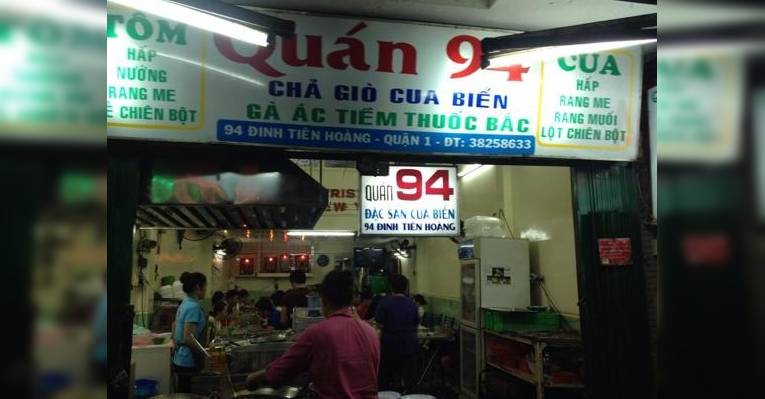 TÔM
HẤP
NƯỚNG
RANG ME
CHIÊN BỘT
Quán 94
CHẢ GIÒ CUA BIỂN
GÀ ÁC TIỀM THUỐC BẮC
94 ĐINH TIÊN HOÀNG - QUẬN 1 - ĐT: 38258633
CUA
HẤP
RANG ME
RANG MUỐI
LỘT CHIÊN BỘT
QUÁN 94
ĐẶC SẢN CUA BIỂN
94 ĐINH TIÊN HOÀNG